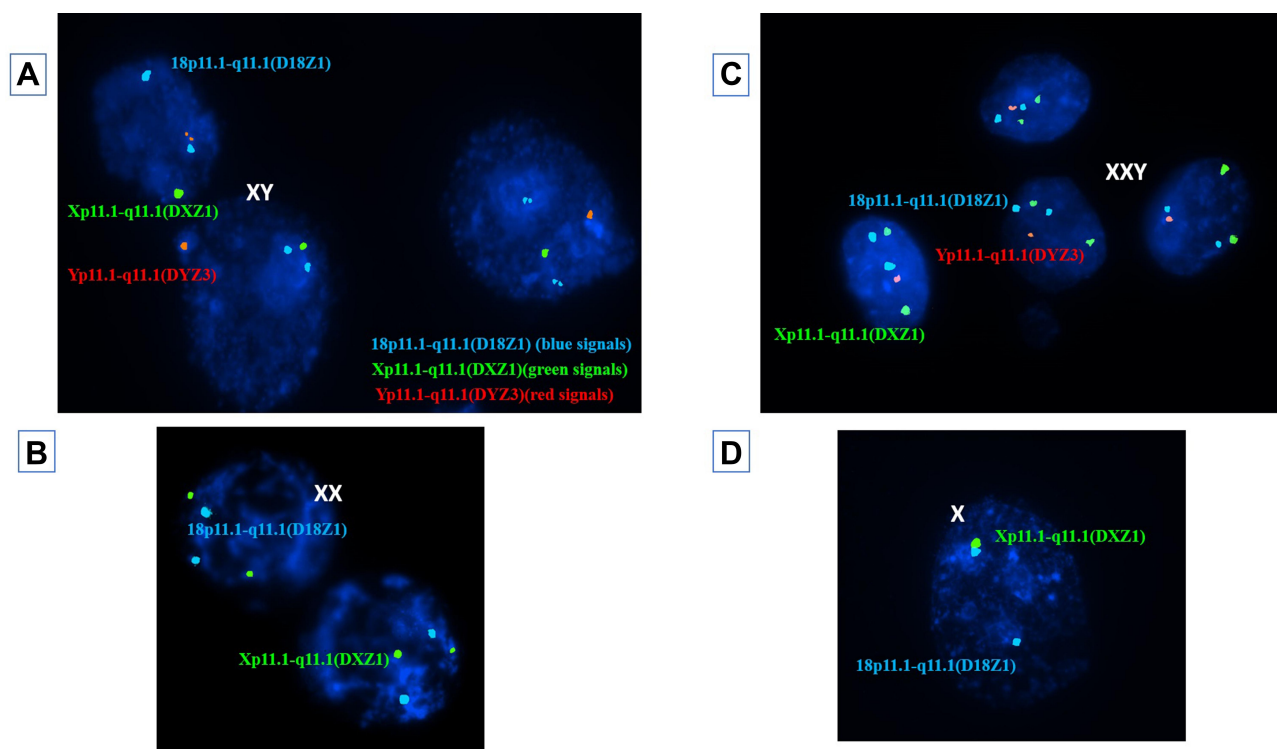 A
18p11.1-q11.1(D18Z1)
XY
Xp11.1-q11.1(DXZ1)
Yp11.1-q11.1(DYZ3)
18p11.1-q11.1(D18Z1) (blue signals)
Xp11.1-q11.1(DXZ1)(green signals)
Yp11.1-q11.1(DYZ3)(red signals)
C
XXY
18p11.1-q11.1(D18Z1)
Yp11.1-q11.1(DYZ3)
Xp11.1-q11.1(DXZ1)
B
XX
18p11.1-q11.1(D18Z1)
Xp11.1-q11.1(DXZ1)
D
X
Xp11.1-q11.1(DXZ1)
18p11.1-q11.1(D18Z1)